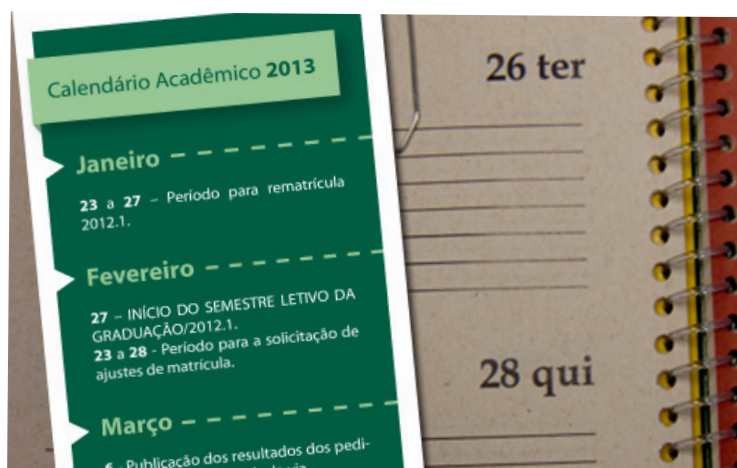 Calendário Acadêmico 2013
Janeiro
23 a 27 – Período para rematrícula
2012.1.
Fevereiro
27 – INÍCIO DO SEMESTRE LETIVO DA
GRADUAÇÃO/2012.1.
23 a 28 - Período para a solicitação de
ajustes de matrícula.
Março
6 - Publicação dos resultados dos pedi-
26 ter
28 qui